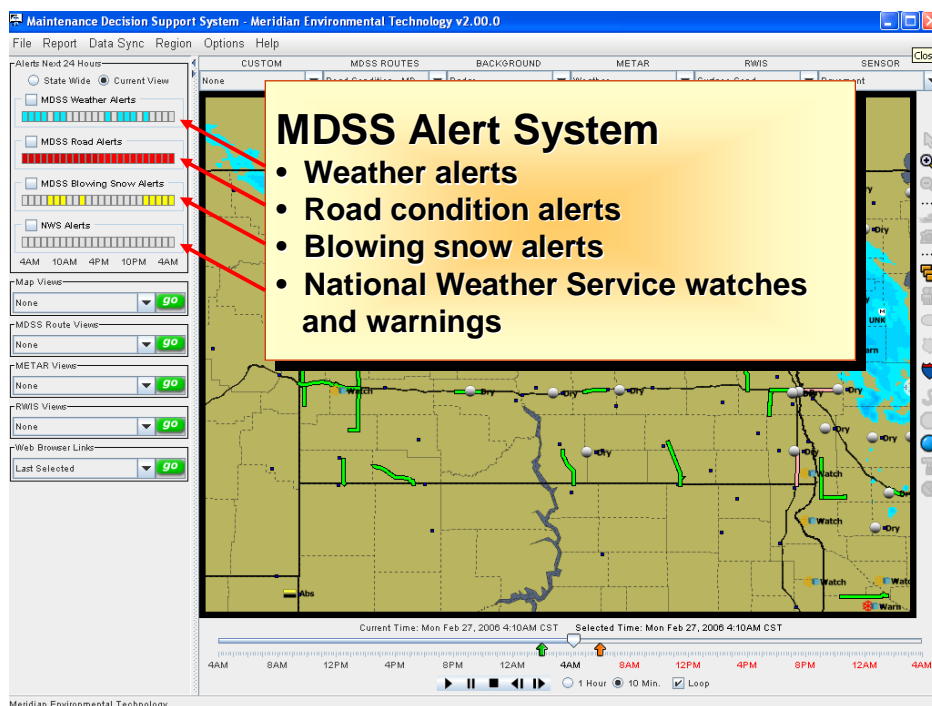 Maintenance Decision Support System - Meridian Environmental Technology v2.00.0
File Report Data Sync Region Options Help
Clos
Alerts Next 24 Hours
State Wide Current View
MDSS Weather Alerts
MDSS Road Alerts
MDSS Blowing Snow Alerts
NWS Alerts
4AM 10AM 4PM 10PM 4AM
Map Views
None go
MDSS Route Views
None go
METAR Views
None go
RWIS Views
None go
Web Browser Links
Last Selected go
CUSTOM MDSS ROUTES BACKGROUND METAR RWIS SENSOR
None
MDSS Alert System
• Weather alerts
• Road condition alerts
• Blowing snow alerts
• National Weather Service watches
and warnings
Dry
UNK
Watch Dry Dry Dry Dry Dry
Dry
Dry
Dry Dry
Watch
Watch
Dry
Watch
Abs
Warn
Current Time: Mon Feb 27, 2006 4:10AM CST Selected Time: Mon Feb 27, 2006 4:10AM CST
4AM 8AM 12PM 4PM 8PM 12AM 4AM 8AM 12PM 4PM 8PM 12AM 4AM
1 Hour 10 Min. Loop
Meridian Environmental Technology